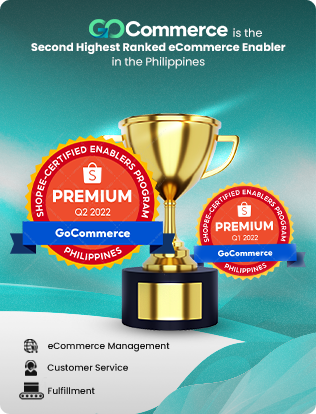 GOCommerce is the
Second Highest Ranked eCommerce Enabler
in the Philippines
SHOPEE-CERTIFIED ENABLERS PROGRAM
S
PREMIUM
Q2 2022
GoCommerce
PHILIPPINES
SHOPEE-CERTIFIED ENABLERS PROGRAM
S
PREMIUM
Q1 2022
GoCommerce
PHILIPPINES
eCommerce Management
Customer Service
Fulfillment